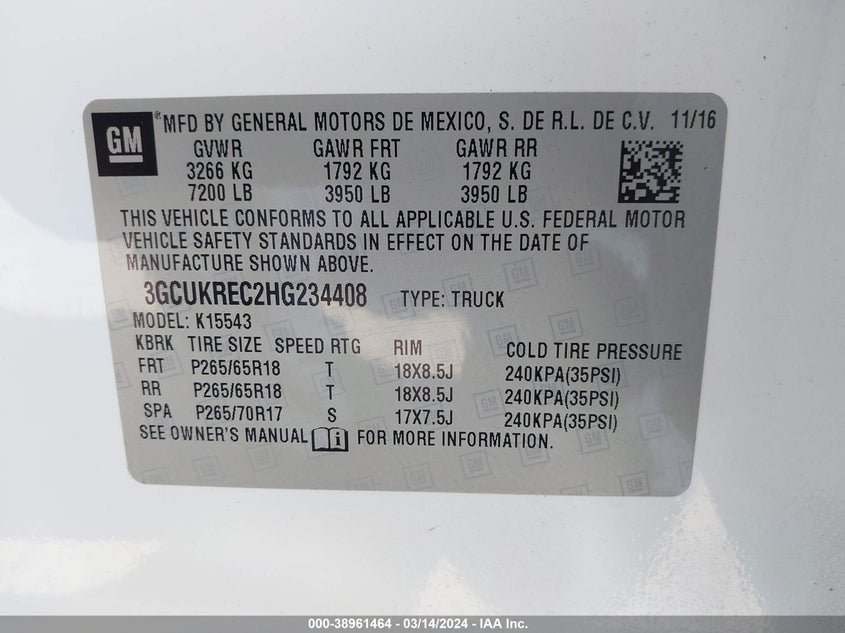 GM ® MFD BY GENERAL MOTORS DE MEXICO, S. DE R.L. DE C.V. 11/16
GVWR GAWR FRT GAWR RR
3266 KG 1792 KG 1792 KG
7200 LB 3950 LB 3950 LB
THIS VEHICLE CONFORMS TO ALL APPLICABLE U.S. FEDERAL MOTOR
VEHICLE SAFETY STANDARDS IN EFFECT ON THE DATE OF
MANUFACTURE SHOWN ABOVE.
3GCUKREC2HG234408 TYPE: TRUCK
MODEL: K15543
KBRK TIRE SIZE SPEED RTG RIM COLD TIRE PRESSURE
FRT P265/65R18 T 18X8.5J 240KPA(35PSI)
RR P265/65R18 T 18X8.5J 240KPA(35PSI)
SPA P265/70R17 S 17X7.5J 240KPA(35PSI)
SEE OWNER'S MANUAL FOR MORE INFORMATION.
000-38961464 - 03/14/2024 - IAA Inc.